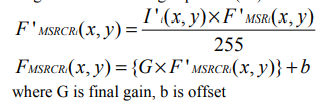 F'MSRCRi(x, y) = I'i(x, y)×F'MSRi(x, y) / 255
FMSRCRi(x, y) = {G×F'MSRCRi(x, y)} + b
where G is final gain, b is offset